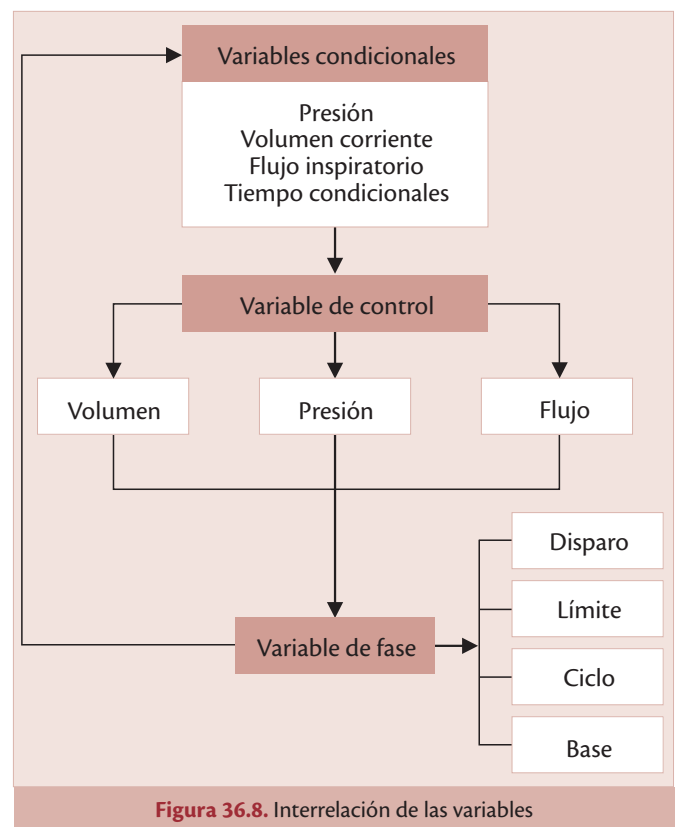 Variables condicionales
Presión
Volumen corriente
Flujo inspiratorio
Tiempo condicionales
Variable de control
Volumen
Presión
Flujo
Disparo
Límite
Variable de fase
Ciclo
Base
Figura 36.8. Interrelación de las variables